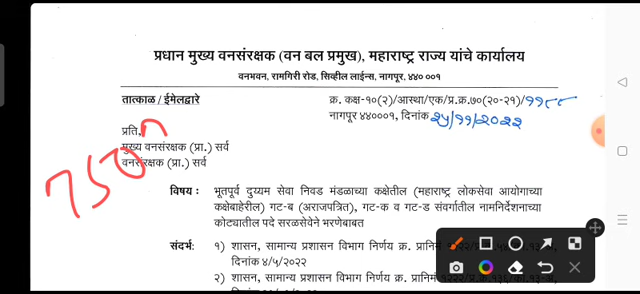 प्रधान मुख्य वनसंरक्षक (वन बल प्रमुख), महाराष्ट्र राज्य यांचे कार्यालय
वनभवन, रामगिरी रोड, सिव्हील लाईन्स, नागपूर, ४४० ००१
तात्काळ / ईमेलद्वारे
क्र. कक्ष-१०(२)/आस्था/एक/प्र.क्र.७०(२०-२१)/११८८
नागपूर ४४०००१, दिनांक २५/११/२०२२
प्रति,
मुख्य वनसंरक्षक (प्रा.) सर्व
वनसंरक्षक (प्रा.) सर्व
750
विषय : भूतपूर्व दुय्यम सेवा निवड मंडळाच्या कक्षेतील (महाराष्ट्र लोकसेवा आयोगाच्या
कक्षेबाहेरील) गट-ब (अराजपत्रित), गट-क व गट-ड संवर्गातील नामनिर्देशनाच्या
कोट्यातील पदे सरळसेवेने भरणेबाबत
संदर्भ: १) शासन, सामान्य प्रशासन विभाग निर्णय क्र. प्रानिमं
दिनांक ४/५/२०२२
२) शासन, सामान्य प्रशासन विभाग निर्णय क्र. प्रानिमं